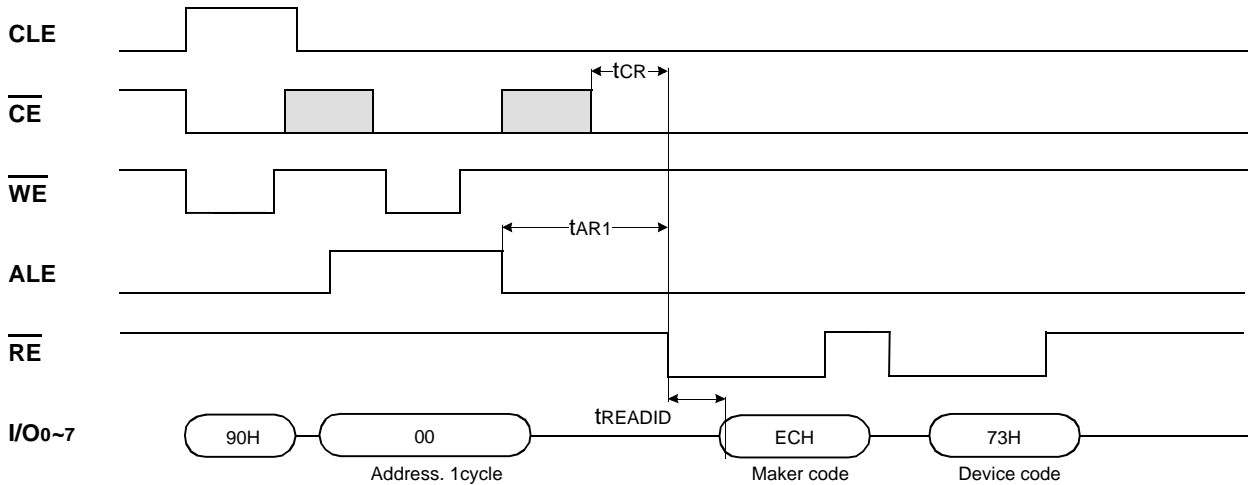 CLE
tCR
CE
WE
tAR1
ALE
RE
tREADID
I/O0~7
90H
00
ECH
73H
Address. 1cycle
Maker code
Device code